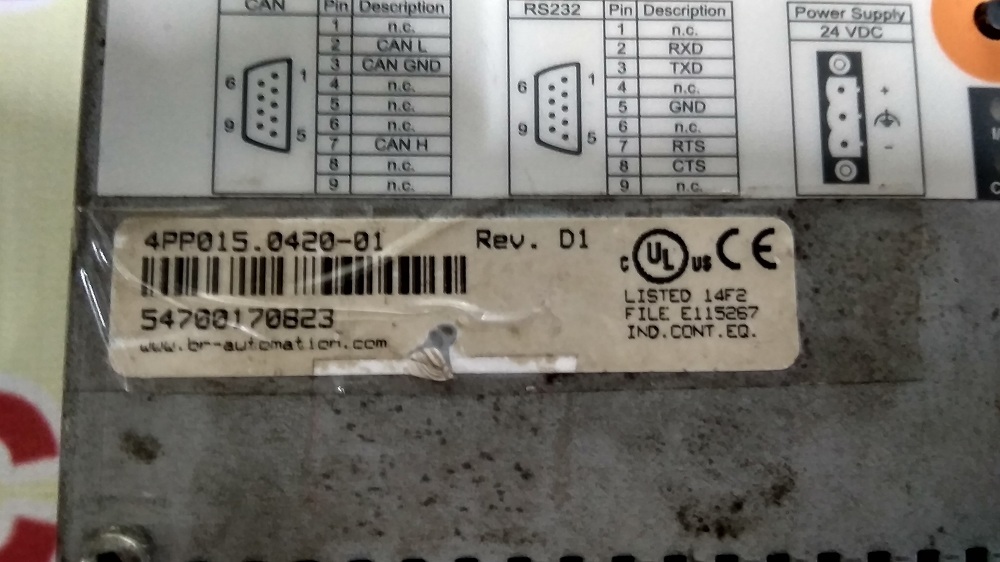 CAN Pin Description
1 n.c.
2 CAN L
3 CAN GND
4 n.c.
5 n.c.
6 n.c.
7 CAN H
8 n.c.
9 n.c.
6 1
9 5
RS232 Pin Description
1 n.c.
2 RXD
3 TXD
4 n.c.
5 GND
6 n.c.
7 RTS
8 CTS
9 n.c.
6 1
9 5
Power Supply
24 VDC
+
-
4PP015.0420-01 Rev. D1
54700170823
www.br-automation.com
c UL us CE
LISTED 14F2
FILE E115267
IND.CONT.EQ.